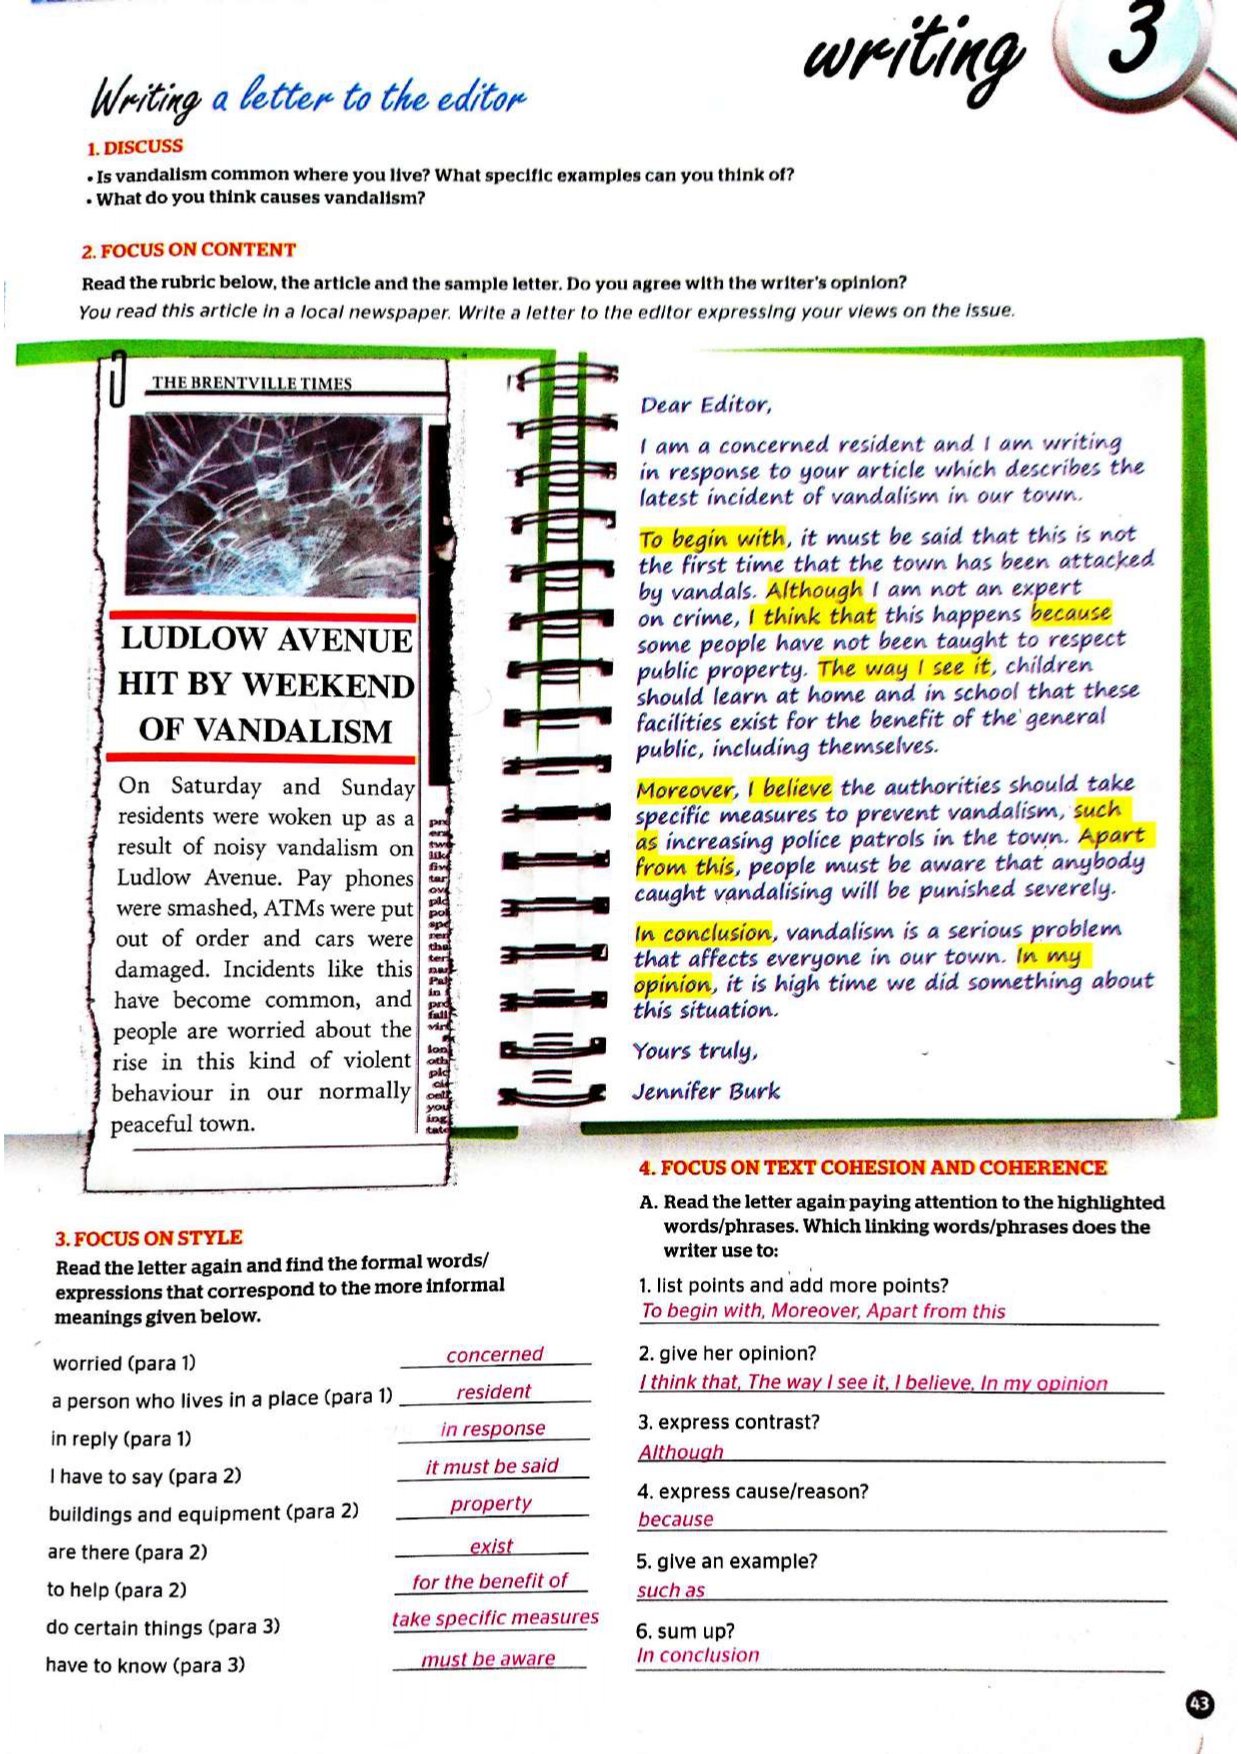 writing 3
Writing a letter to the editor
1. DISCUSS
• Is vandalism common where you live? What specific examples can you think of?
• What do you think causes vandalism?
2. FOCUS ON CONTENT
Read the rubric below, the article and the sample letter. Do you agree with the writer's opinion?
You read this article in a local newspaper. Write a letter to the editor expressing your views on the issue.
THE BRENTVILLE TIMES
LUDLOW AVENUE
HIT BY WEEKEND
OF VANDALISM
On Saturday and Sunday
residents were woken up as a
result of noisy vandalism on
Ludlow Avenue. Pay phones
were smashed, ATMs were put
out of order and cars were
damaged. Incidents like this
have become common, and
people are worried about the
rise in this kind of violent
behaviour in our normally
peaceful town.
Dear Editor,
I am a concerned resident and I am writing
in response to your article which describes the
latest incident of vandalism in our town.
To begin with, it must be said that this is not
the first time that the town has been attacked
by vandals. Although I am not an expert
on crime, I think that this happens because
some people have not been taught to respect
public property. The way I see it, children
should learn at home and in school that these
facilities exist for the benefit of the general
public, including themselves.
Moreover, I believe the authorities should take
specific measures to prevent vandalism, such
as increasing police patrols in the town. Apart
from this, people must be aware that anybody
caught vandalising will be punished severely.
In conclusion, vandalism is a serious problem
that affects everyone in our town. In my
opinion, it is high time we did something about
this situation.
Yours truly,
Jennifer Burk
3. FOCUS ON STYLE
Read the letter again and find the formal words/
expressions that correspond to the more informal
meanings given below.
worried (para 1) concerned
a person who lives in a place (para 1) resident
in reply (para 1) in response
I have to say (para 2) it must be said
buildings and equipment (para 2) property
are there (para 2) exist
to help (para 2) for the benefit of
do certain things (para 3) take specific measures
have to know (para 3) must be aware
4. FOCUS ON TEXT COHESION AND COHERENCE
A. Read the letter again paying attention to the highlighted
words/phrases. Which linking words/phrases does the
writer use to:
1. list points and add more points?
To begin with, Moreover, Apart from this
2. give her opinion?
I think that, The way I see it, I believe, In my opinion
3. express contrast?
Although
4. express cause/reason?
because
5. give an example?
such as
6. sum up?
In conclusion
43